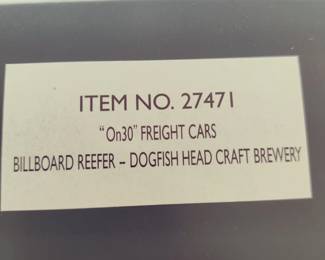 ITEM NO. 27471
"On30" FREIGHT CARS
BILLBOARD REEFER – DOGFISH HEAD CRAFT BREWERY